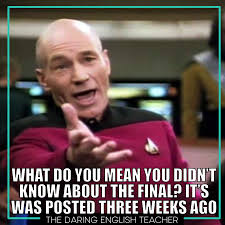 WHAT DO YOU MEAN YOU DIDN'T
KNOW ABOUT THE FINAL? IT'S
WAS POSTED THREE WEEKS AGO
THE DARING ENGLISH TEACHER